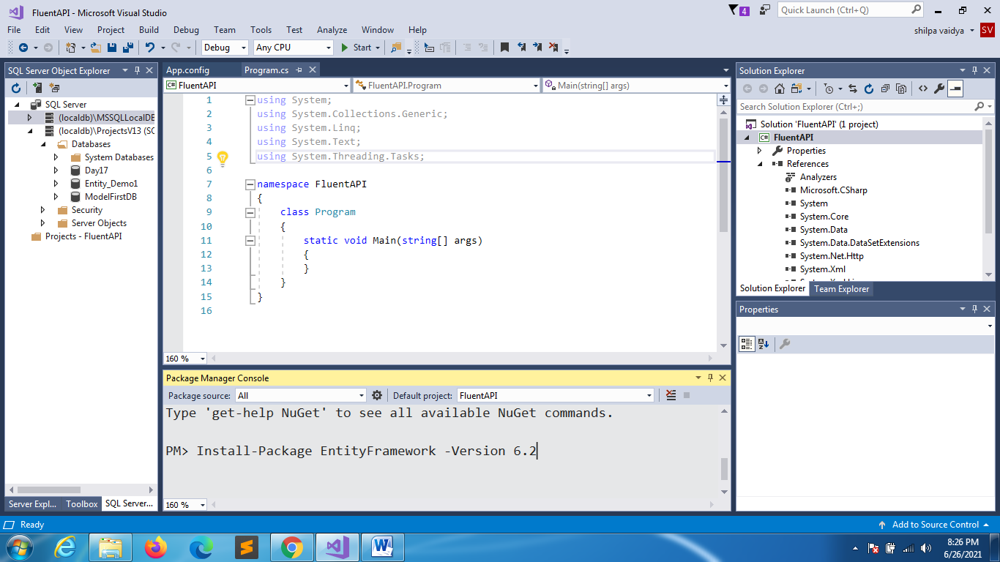 FluentAPI - Microsoft Visual Studio
4
Quick Launch (Ctrl+Q)
File Edit View Project Build Debug Team Tools Test Analyze Window Help
shilpa vaidya SV
Debug Any CPU Start
SQL Server Object Explorer
SQL Server
(localdb)\MSSQLLocalDB
(localdb)\ProjectsV13 (SQ
Databases
System Databases
Day17
Entity_Demo1
ModelFirstDB
Security
Server Objects
Projects - FluentAPI
Server Expl... Toolbox SQL Server...
App.config Program.cs
C# FluentAPI FluentAPI.Program Main(string[] args)
1 using System;
2 using System.Collections.Generic;
3 using System.Linq;
4 using System.Text;
5 using System.Threading.Tasks;
6
7 namespace FluentAPI
8 {
9 class Program
10 {
11 static void Main(string[] args)
12 {
13 }
14 }
15 }
16
160 %
Package Manager Console
Package source: All Default project: FluentAPI
Type 'get-help NuGet' to see all available NuGet commands.
PM> Install-Package EntityFramework -Version 6.2
160 %
Solution Explorer
Search Solution Explorer (Ctrl+;)
Solution 'FluentAPI' (1 project)
C# FluentAPI
Properties
References
Analyzers
Microsoft.CSharp
System
System.Core
System.Data
System.Data.DataSetExtensions
System.Net.Http
System.Xml
Solution Explorer Team Explorer
Properties
Ready
Add to Source Control
8:26 PM
6/26/2021